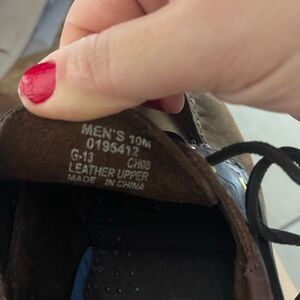 MEN'S 10M
0195412
G-13 CH08
LEATHER UPPER
MADE IN CHINA